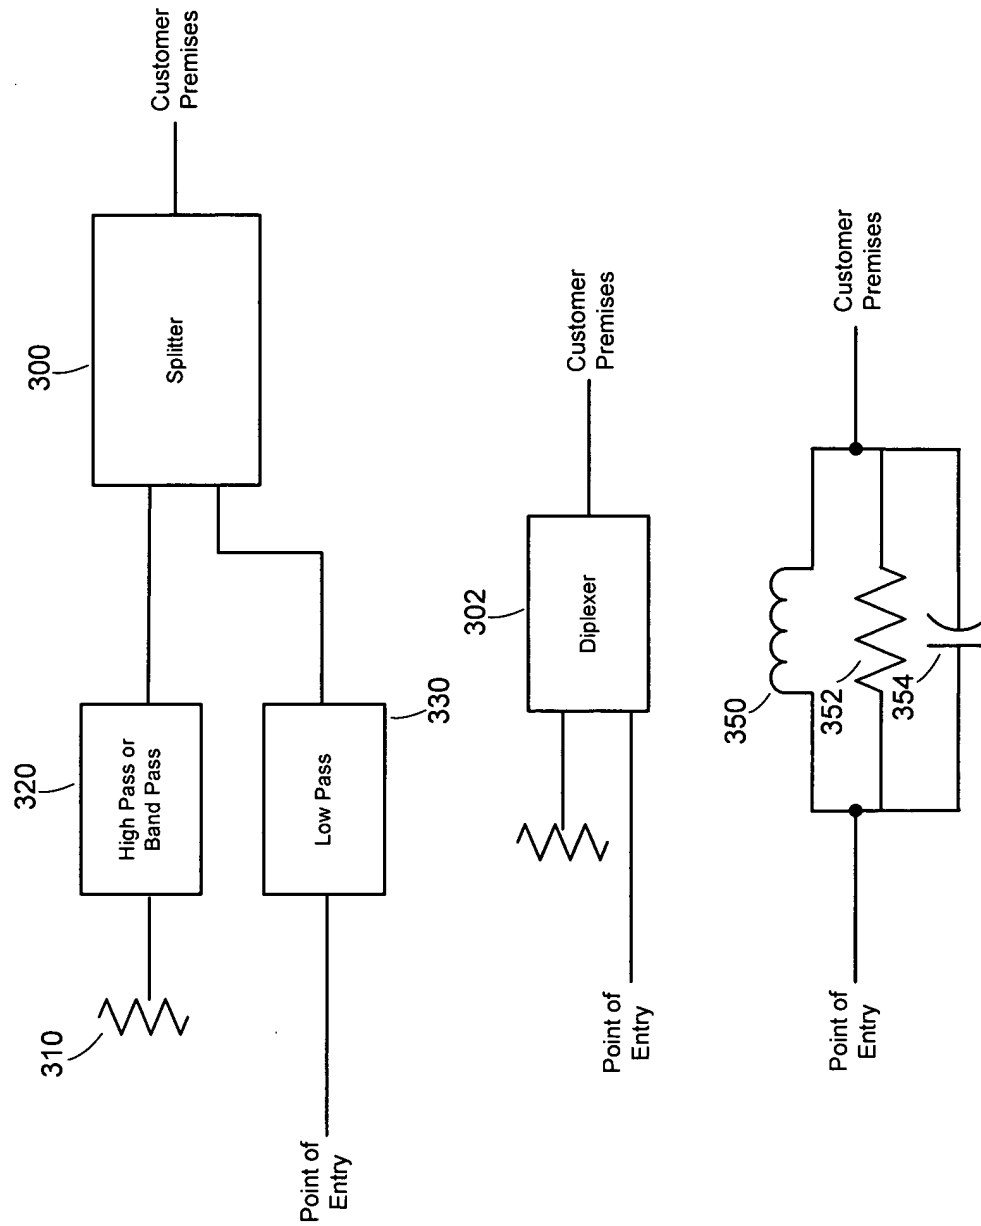 300
Splitter
Customer
Premises
320
High Pass or
Band Pass
310
330
Low Pass
Point of
Entry
302
Diplexer
Customer
Premises
Point of
Entry
350
352
354
Customer
Premises
Point of
Entry